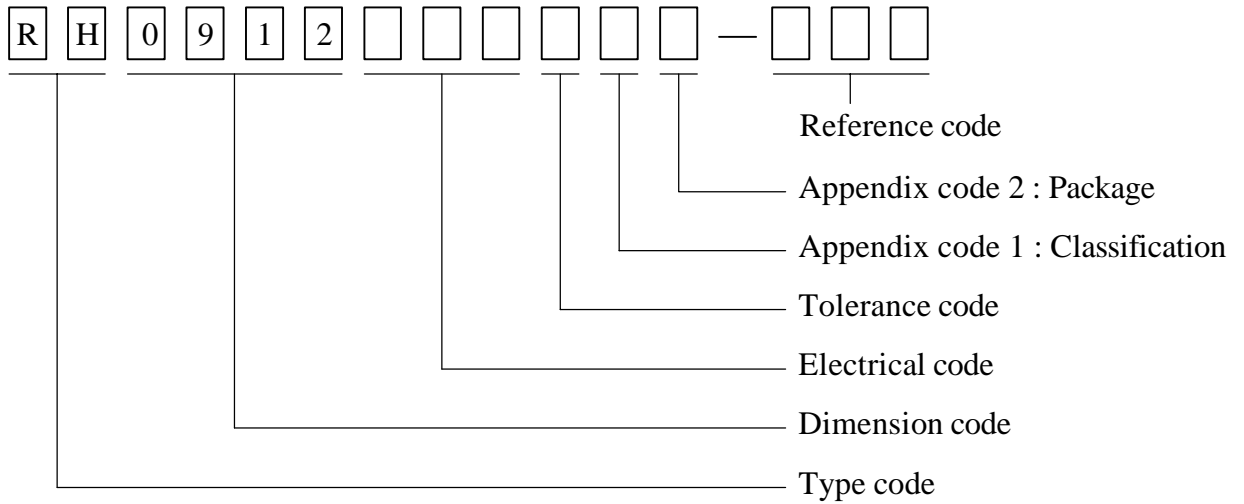 R H 0 9 1 2 —
Reference code
Appendix code 2 : Package
Appendix code 1 : Classification
Tolerance code
Electrical code
Dimension code
Type code